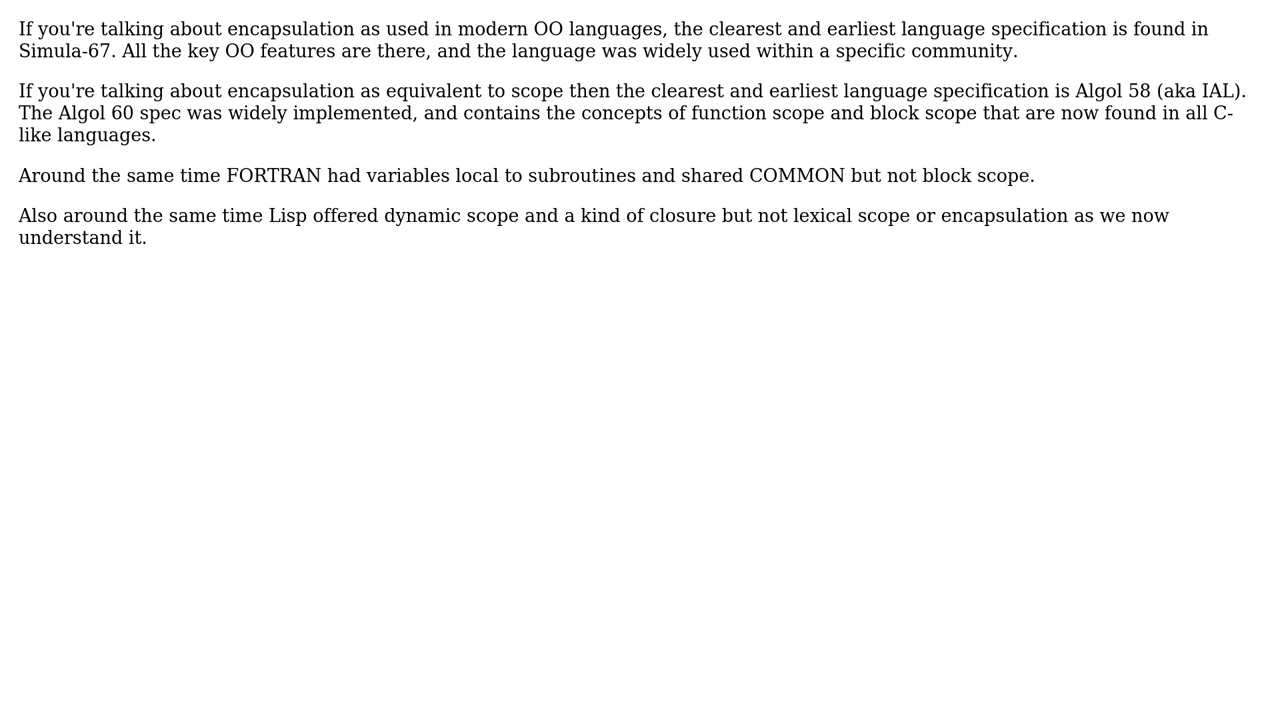 If you're talking about encapsulation as used in modern OO languages, the clearest and earliest language specification is found in
Simula-67. All the key OO features are there, and the language was widely used within a specific community.
If you're talking about encapsulation as equivalent to scope then the clearest and earliest language specification is Algol 58 (aka IAL).
The Algol 60 spec was widely implemented, and contains the concepts of function scope and block scope that are now found in all C-
like languages.
Around the same time FORTRAN had variables local to subroutines and shared COMMON but not block scope.
Also around the same time Lisp offered dynamic scope and a kind of closure but not lexical scope or encapsulation as we now
understand it.